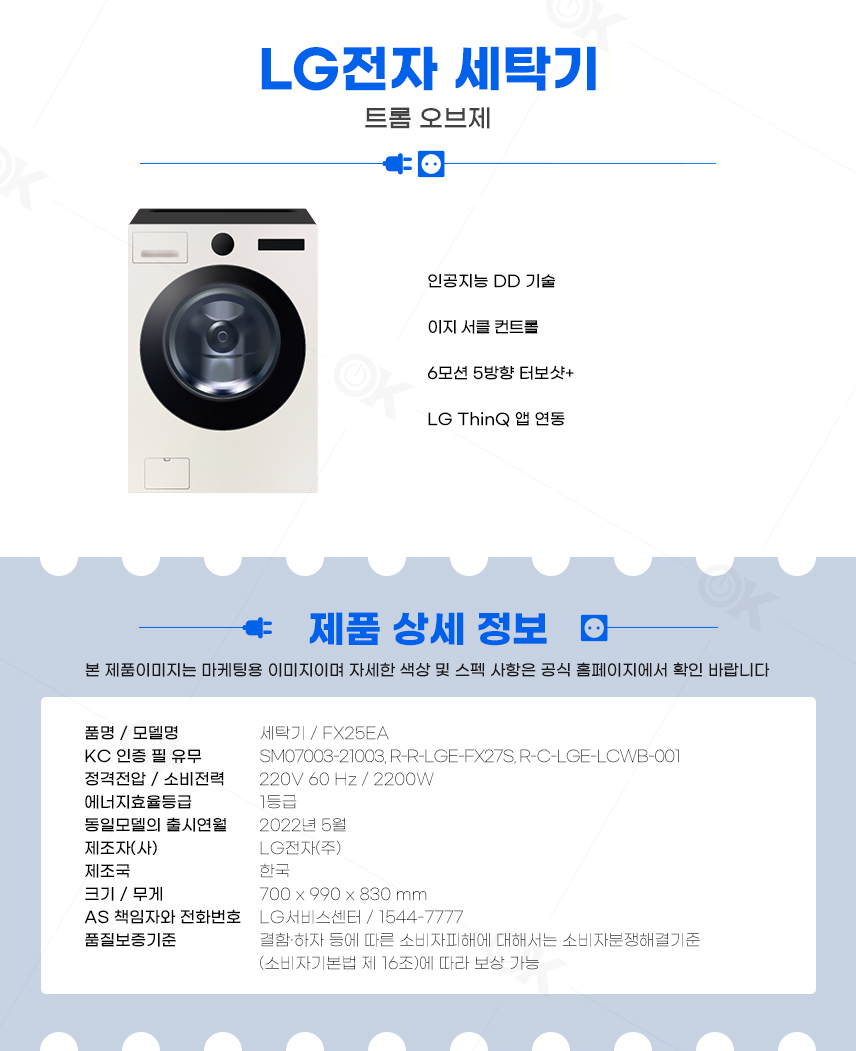 LG전자 세탁기
트롬 오브제
인공지능 DD 기술
이지 서클 컨트롤
6모션 5방향 터보샷+
LG ThinQ 앱 연동
제품 상세 정보
본 제품이미지는 마케팅용 이미지이며 자세한 색상 및 스펙 사항은 공식 홈페이지에서 확인 바랍니다
품명 / 모델명 세탁기 / FX25EA
KC 인증 필 유무 SM07003-21003, R-R-LGE-FX27S, R-C-LGE-LCWB-001
정격전압 / 소비전력 220V 60 Hz / 2200W
에너지효율등급 1등급
동일모델의 출시연월 2022년 5월
제조자(사) LG전자(주)
제조국 한국
크기 / 무게 700 x 990 x 830 mm
AS 책임자와 전화번호 LG서비스센터 / 1544-7777
품질보증기준 결함·하자 등에 따른 소비자피해에 대해서는 소비자분쟁해결기준
(소비자기본법 제 16조)에 따라 보상 가능